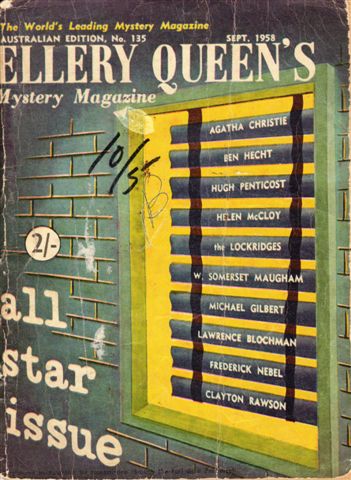 The World's Leading Mystery Magazine
AUSTRALIAN EDITION, No. 135
SEPT. 1958
ELLERY QUEEN'S
Mystery Magazine
10/5
2/-
AGATHA CHRISTIE
BEN HECHT
HUGH PENTICOST
HELEN McCLOY
the LOCKRIDGES
W. SOMERSET MAUGHAM
MICHAEL GILBERT
LAWRENCE BLOCHMAN
FREDERICK NEBEL
CLAYTON RAWSON
all
star
issue